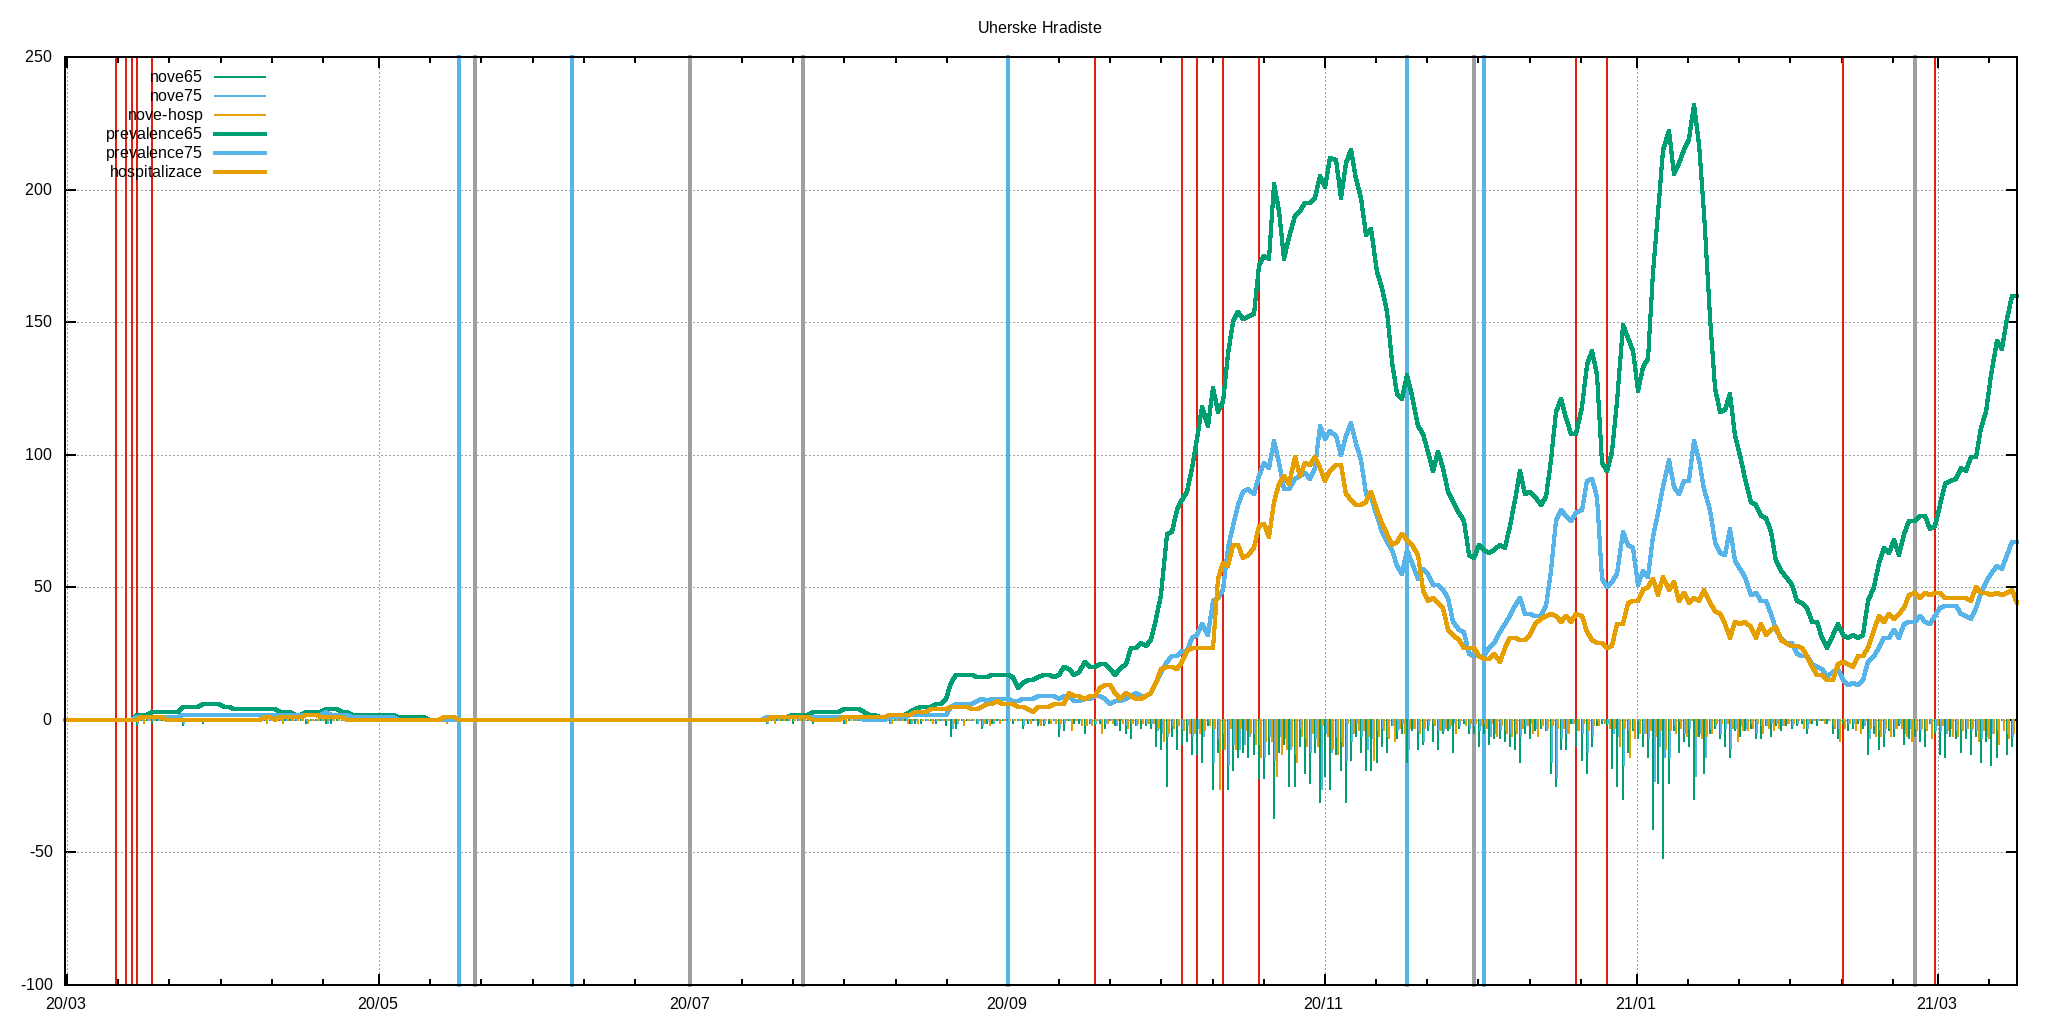 Uherske Hradiste
250
200
150
100
50
0
-50
-100
nove65
nove75
nove-hosp
prevalence65
prevalence75
hospitalizace
20/03 20/05 20/07 20/09 20/11 21/01 21/03